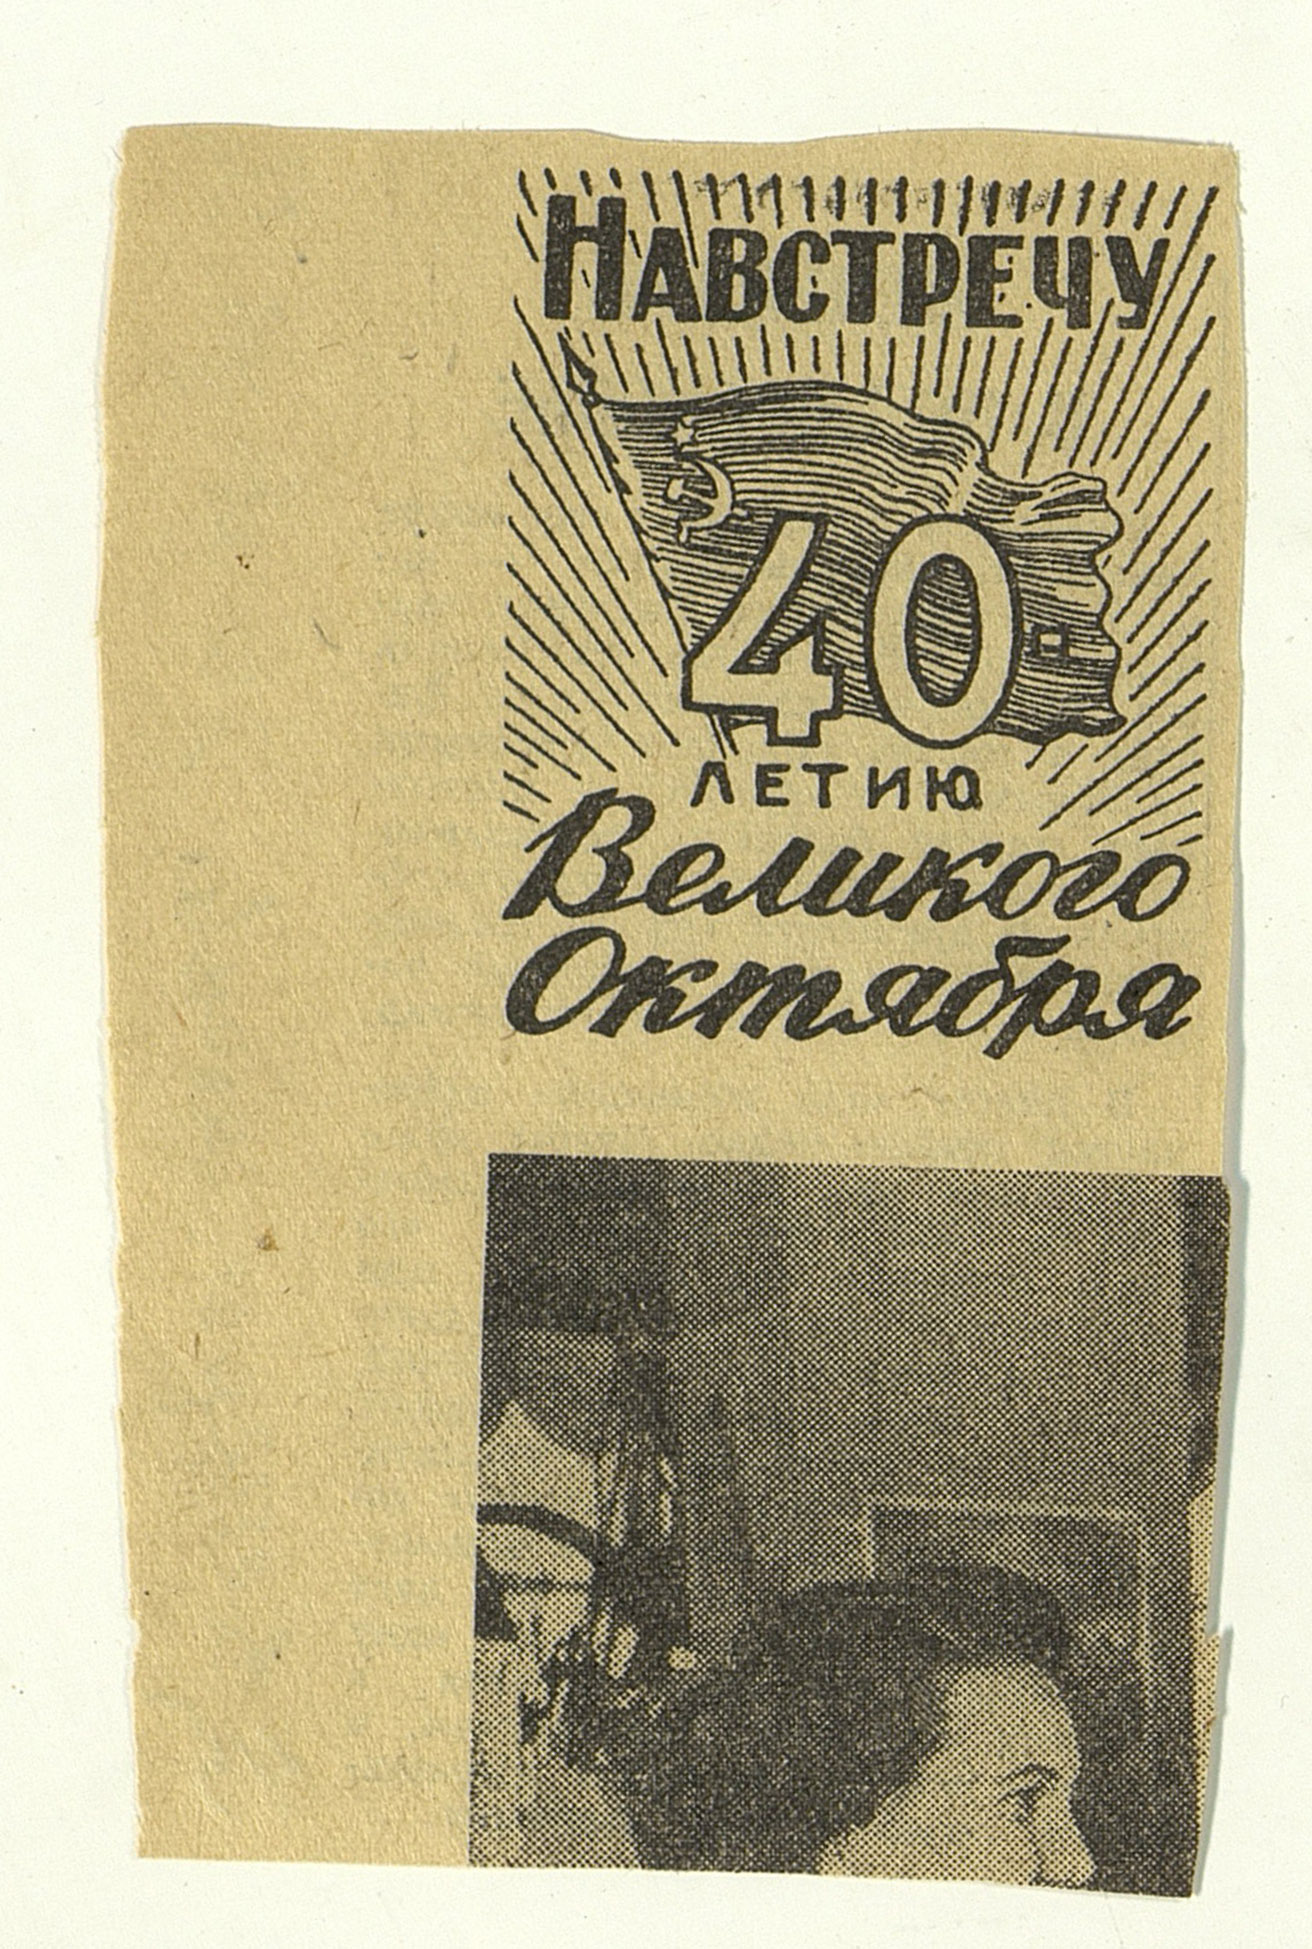 НАВСТРЕЧУ
40-
ЛЕТИЮ
Великого
Октября